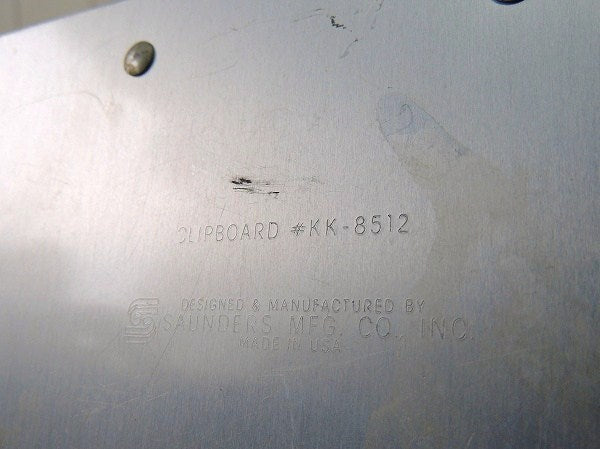 CLIPBOARD #KK-8512
DESIGNED & MANUFACTURED BY
SAUNDERS MFG. CO., INC.
MADE IN USA